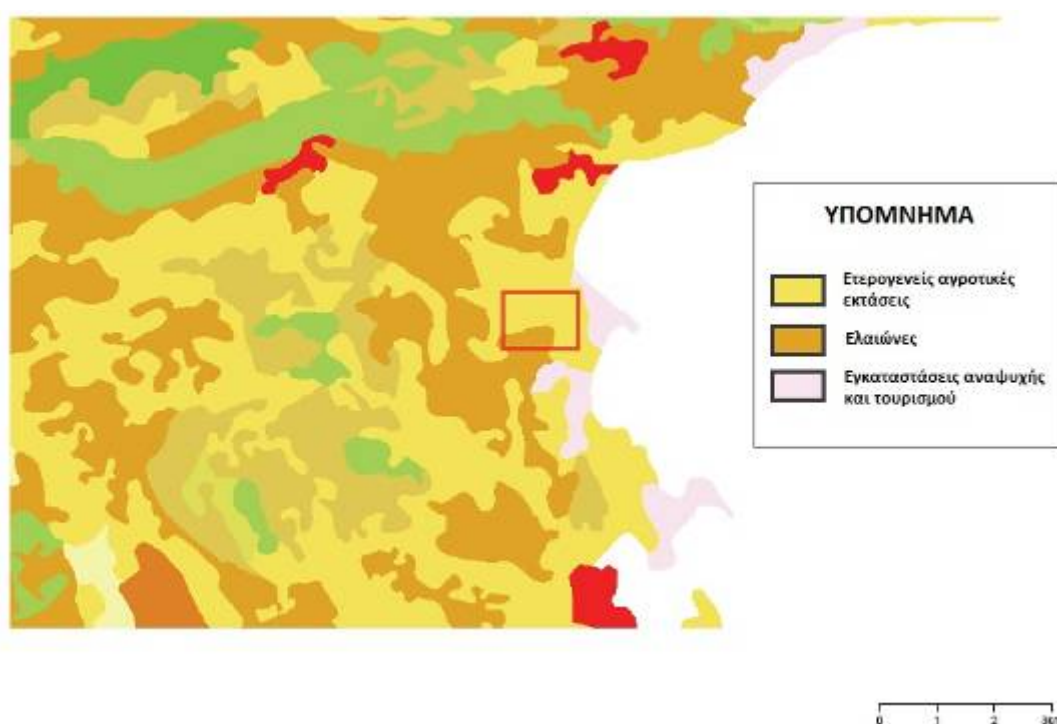 ΥΠΟΜΝΗΜΑ
Ετερογενείς αγροτικές
εκτάσεις
Ελαιώνες
Εγκαταστάσεις αναψυχής
και τουρισμού
0 1 2